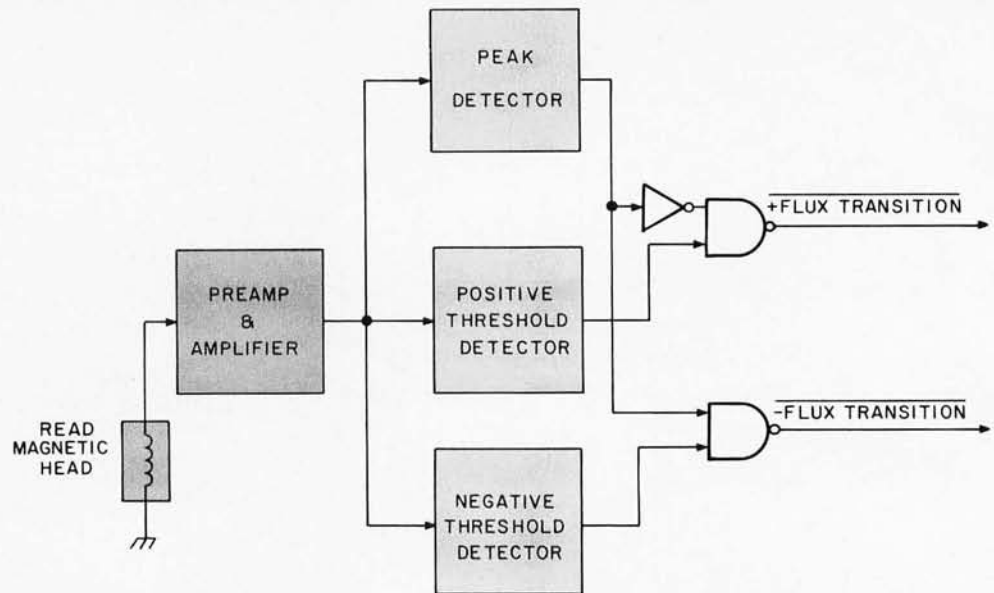 PEAK
DETECTOR
+FLUX TRANSITION
PREAMP
&
AMPLIFIER
POSITIVE
THRESHOLD
DETECTOR
-FLUX TRANSITION
READ
MAGNETIC
HEAD
NEGATIVE
THRESHOLD
DETECTOR